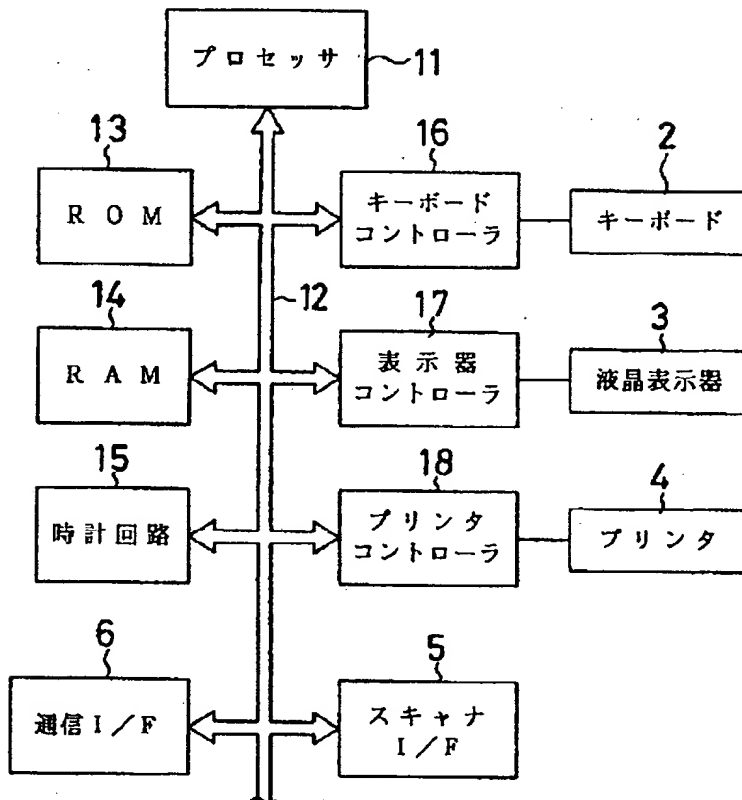 プロセッサ
11
13
16
2
ROM
キーボード
コントローラ
キーボード
12
14
17
3
RAM
表示器
コントローラ
液晶表示器
15
18
4
時計回路
プリンタ
コントローラ
プリンタ
6
5
通信I/F
スキャナ
I/F